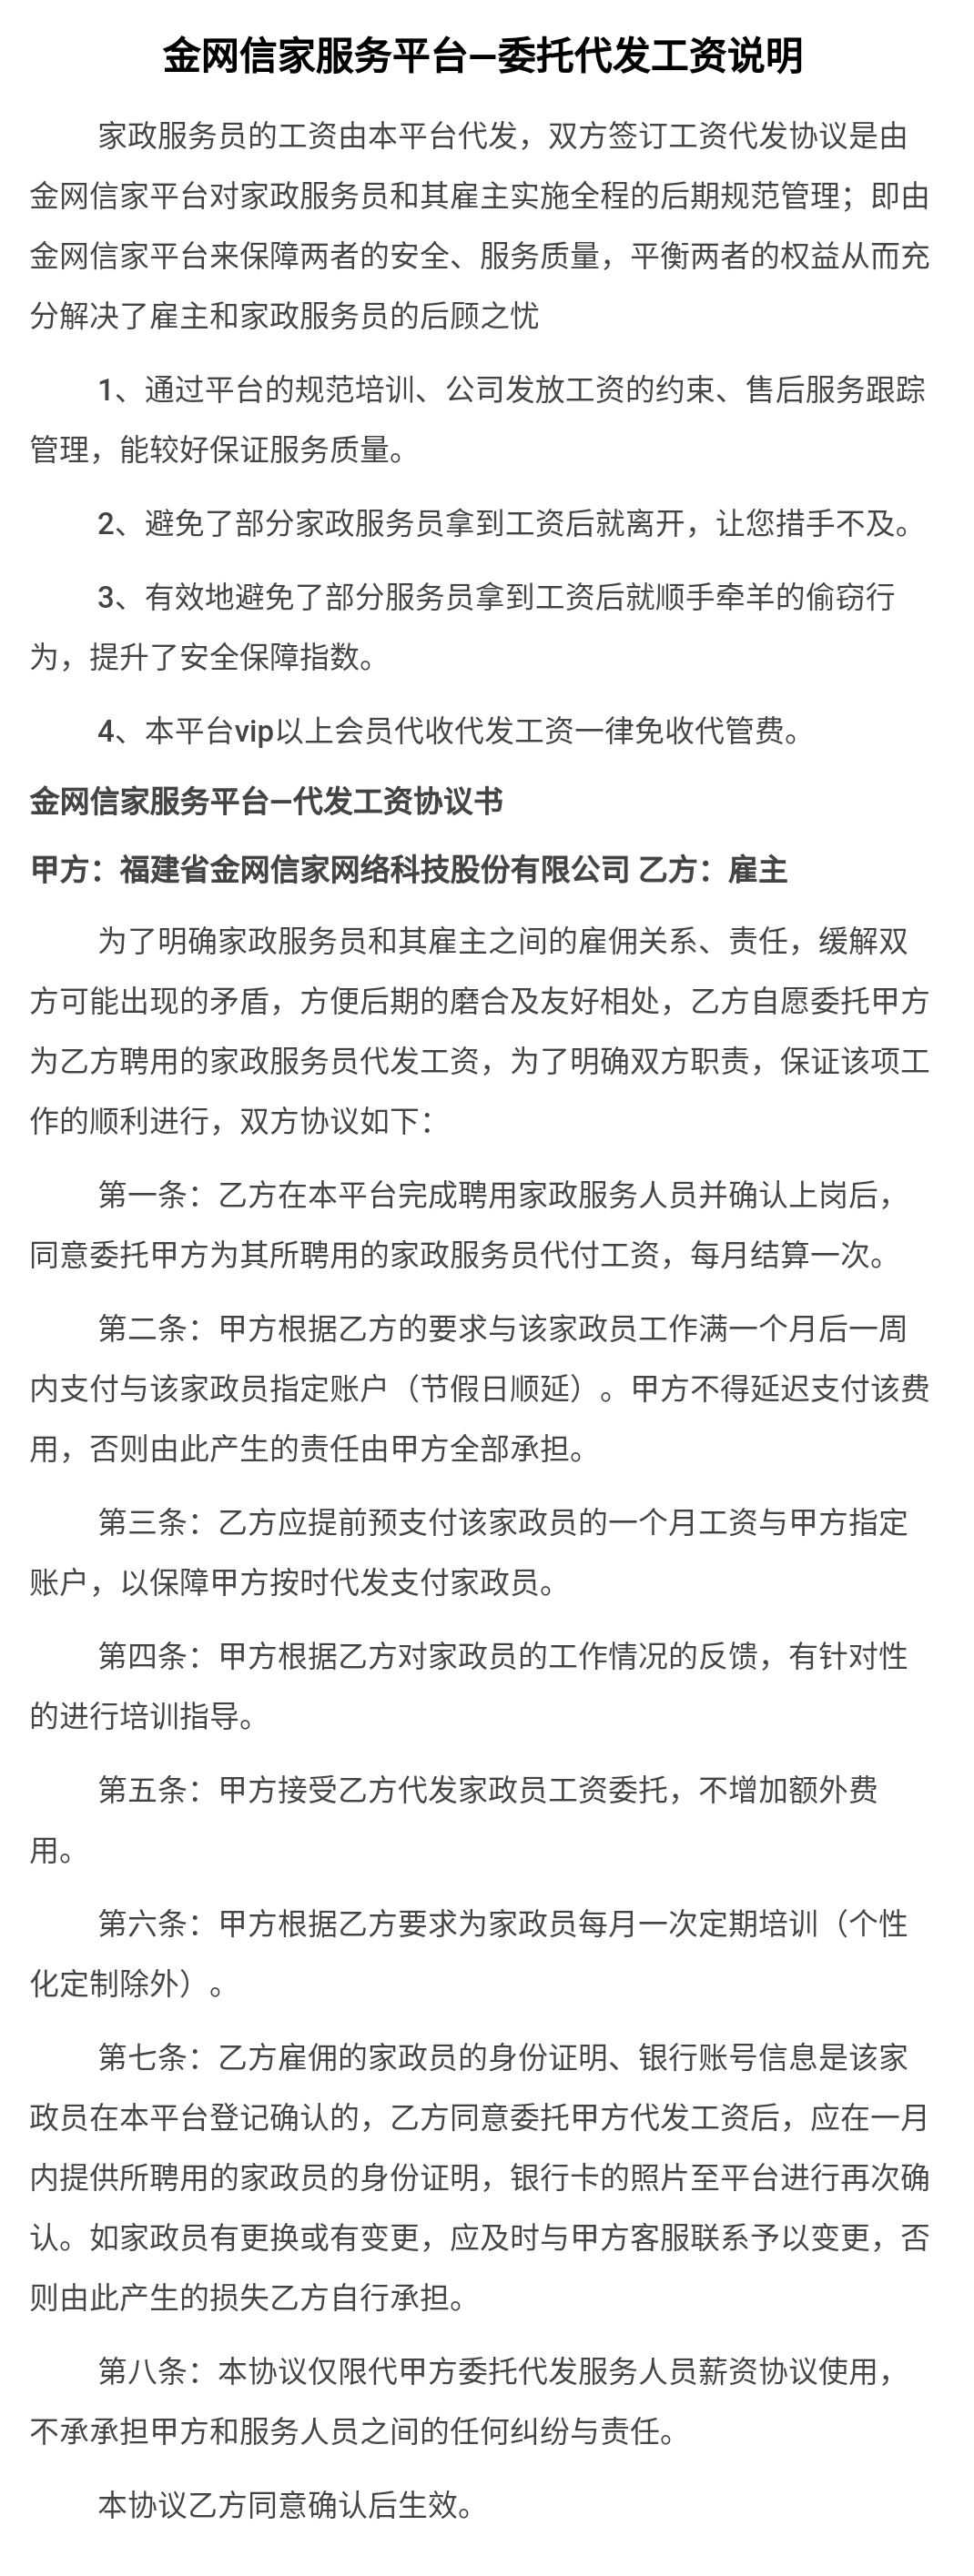 金网信家服务平台–委托代发工资说明
家政服务员的工资由本平台代发，双方签订工资代发协议是由
金网信家平台对家政服务员和其雇主实施全程的后期规范管理；即由
金网信家平台来保障两者的安全、服务质量，平衡两者的权益从而充
分解决了雇主和家政服务员的后顾之忧
1、通过平台的规范培训、公司发放工资的约束、售后服务跟踪
管理，能较好保证服务质量。
2、避免了部分家政服务员拿到工资后就离开，让您措手不及。
3、有效地避免了部分服务员拿到工资后就顺手牵羊的偷窃行
为，提升了安全保障指数。
4、本平台vip以上会员代收代发工资一律免收代管费。
金网信家服务平台–代发工资协议书
甲方：福建省金网信家网络科技股份有限公司 乙方：雇主
为了明确家政服务员和其雇主之间的雇佣关系、责任，缓解双
方可能出现的矛盾，方便后期的磨合及友好相处，乙方自愿委托甲方
为乙方聘用的家政服务员代发工资，为了明确双方职责，保证该项工
作的顺利进行，双方协议如下：
第一条：乙方在本平台完成聘用家政服务人员并确认上岗后，
同意委托甲方为其所聘用的家政服务员代付工资，每月结算一次。
第二条：甲方根据乙方的要求与该家政员工作满一个月后一周
内支付与该家政员指定账户（节假日顺延）。甲方不得延迟支付该费
用，否则由此产生的责任由甲方全部承担。
第三条：乙方应提前预支付该家政员的一个月工资与甲方指定
账户，以保障甲方按时代发支付家政员。
第四条：甲方根据乙方对家政员的工作情况的反馈，有针对性
的进行培训指导。
第五条：甲方接受乙方代发家政员工资委托，不增加额外费
用。
第六条：甲方根据乙方要求为家政员每月一次定期培训（个性
化定制除外）。
第七条：乙方雇佣的家政员的身份证明、银行账号信息是该家
政员在本平台登记确认的，乙方同意委托甲方代发工资后，应在一月
内提供所聘用的家政员的身份证明，银行卡的照片至平台进行再次确
认。如家政员有更换或有变更，应及时与甲方客服联系予以变更，否
则由此产生的损失乙方自行承担。
第八条：本协议仅限代甲方委托代发服务人员薪资协议使用，
不承承担甲方和服务人员之间的任何纠纷与责任。
本协议乙方同意确认后生效。